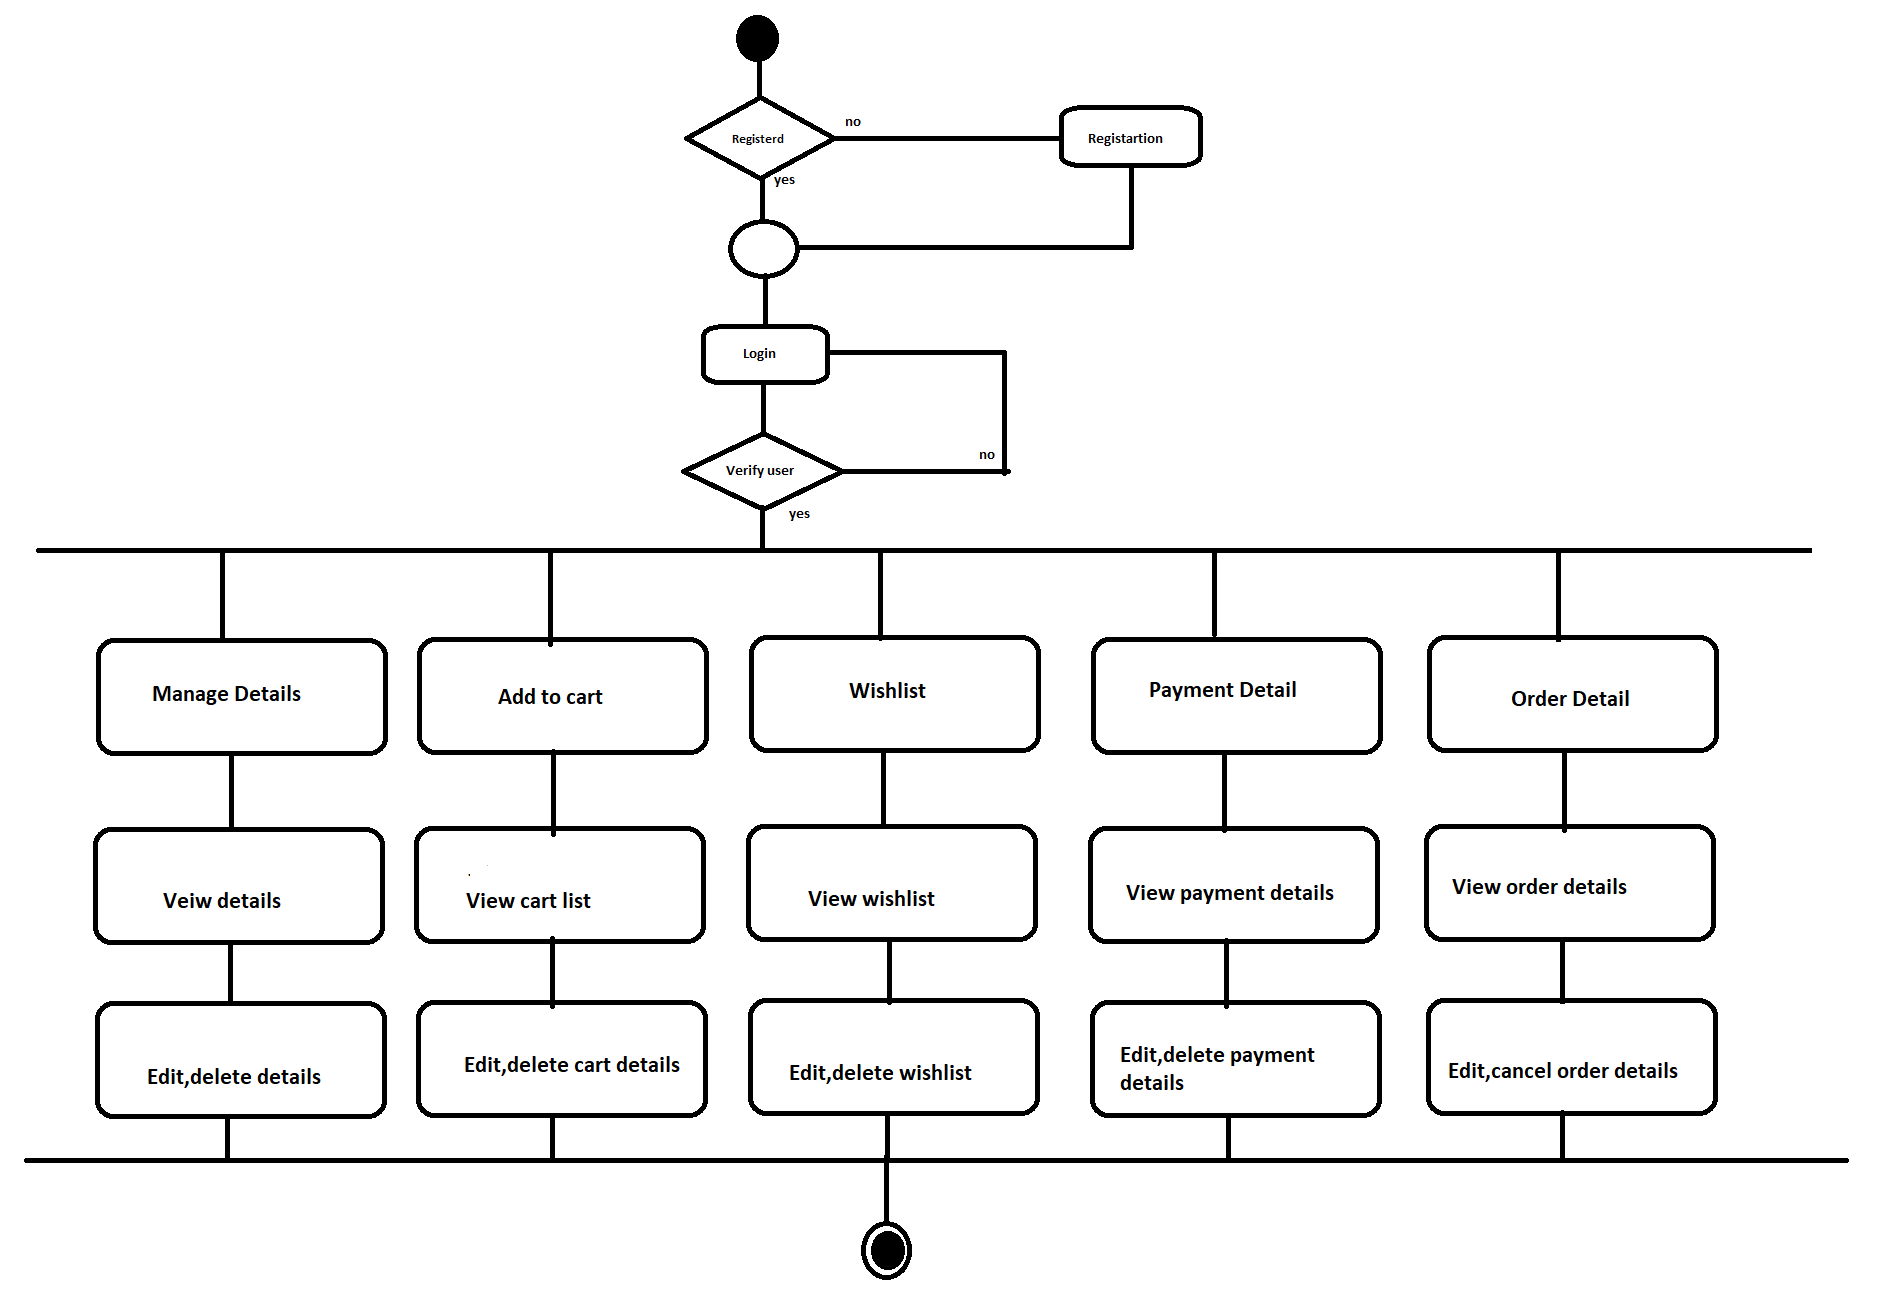 Registerd
no
Registartion
yes
Login
Verify user
no
yes
Manage Details
Add to cart
Wishlist
Payment Detail
Order Detail
Veiw details
View cart list
View wishlist
View payment details
View order details
Edit,delete details
Edit,delete cart details
Edit,delete wishlist
Edit,delete payment
details
Edit,cancel order details